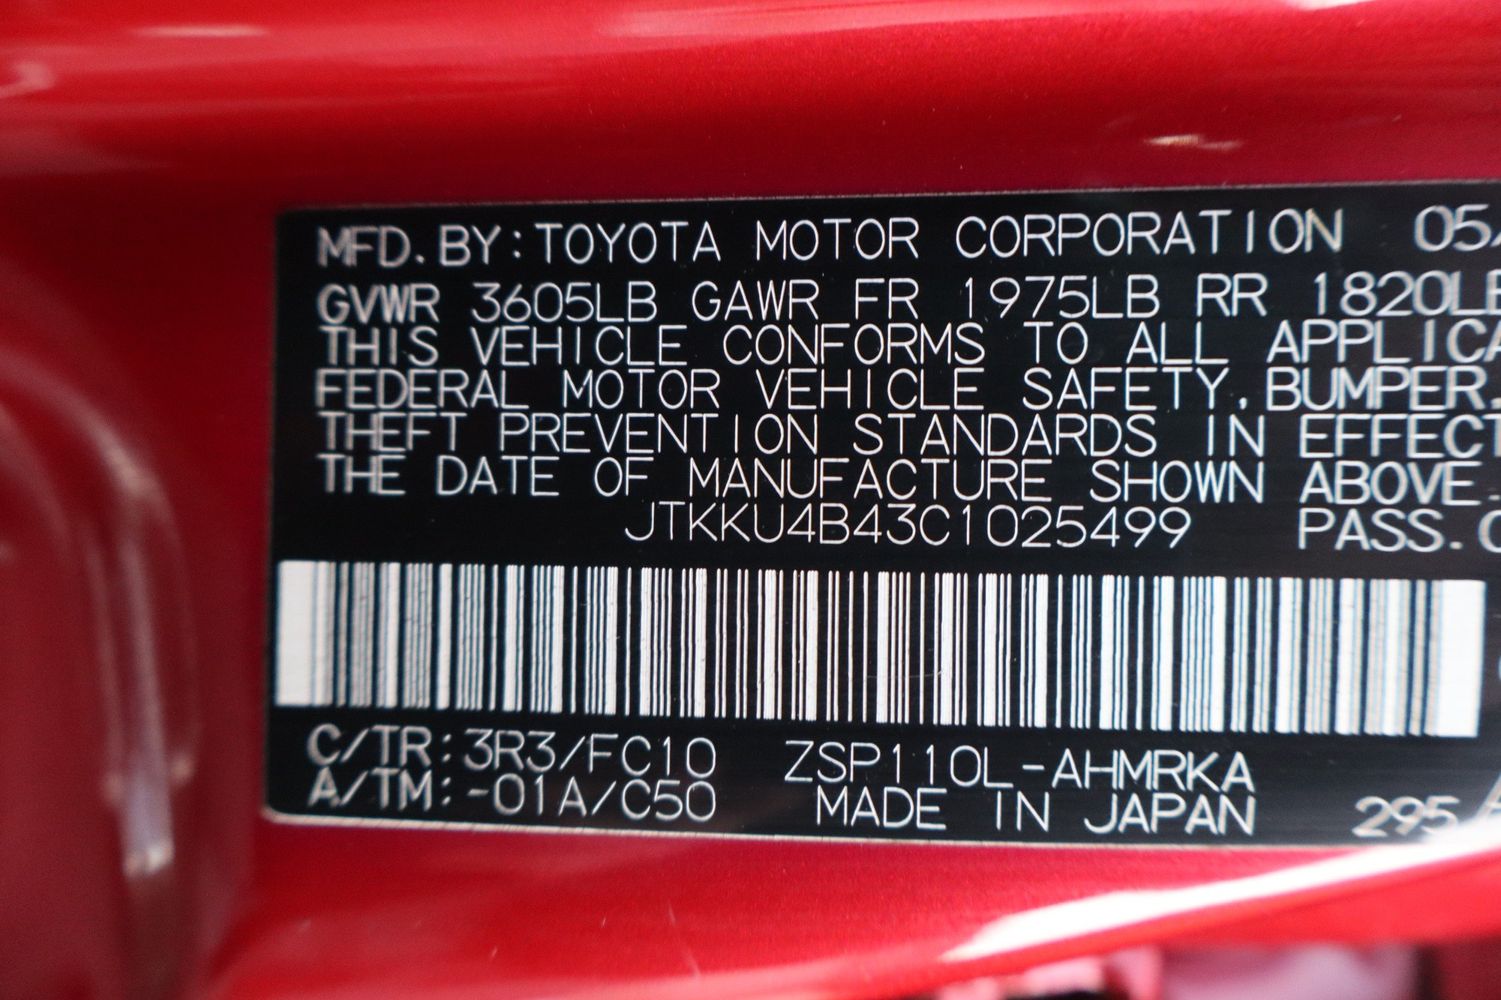 MFD. BY: TOYOTA MOTOR CORPORATION 05/
GVWR 3605LB GAWR FR 1975LB RR 1820LB
THIS VEHICLE CONFORMS TO ALL APPLICA
FEDERAL MOTOR VEHICLE SAFETY, BUMPER,
THEFT PREVENTION STANDARDS IN EFFECT
THE DATE OF MANUFACTURE SHOWN ABOVE.
JTKKU4B43C1025499 PASS. C
C/TR: 3R3/FC10 ZSP110L-AHMRKA
A/TM: -01A/C50 MADE IN JAPAN 295